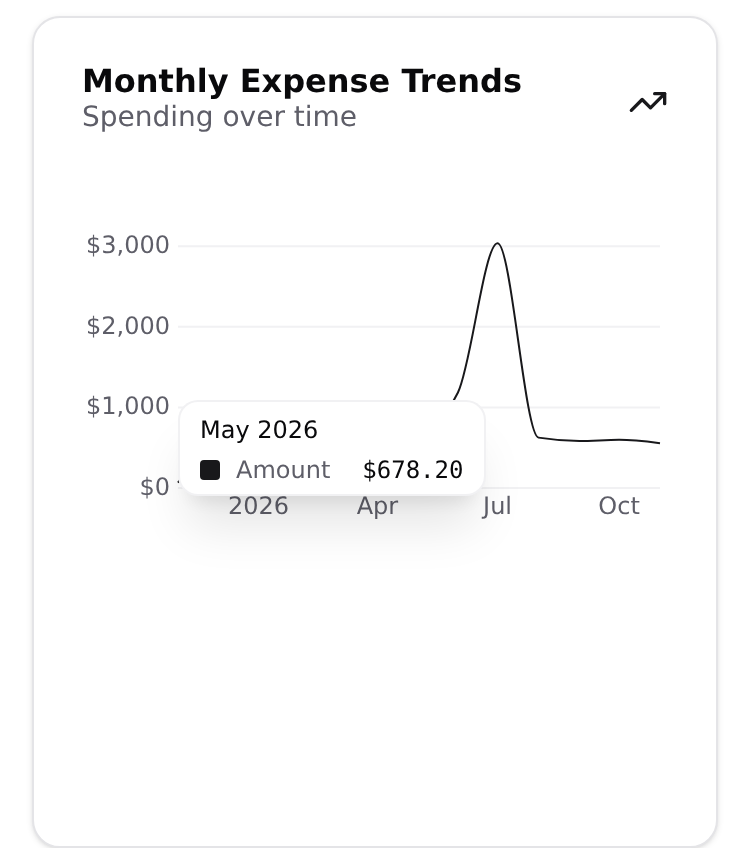 Monthly Expense Trends
Spending over time
$3,000
$2,000
$1,000
$0
May 2026
Amount $678.20
2026 Apr Jul Oct